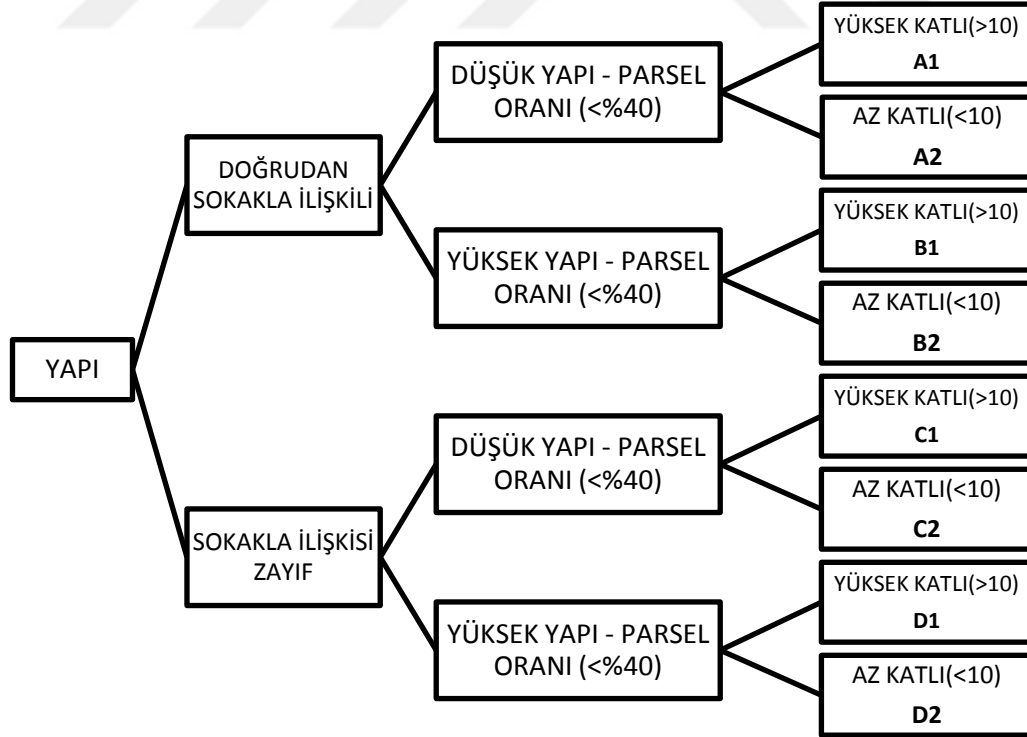 YAPI
DOĞRUDAN
SOKAKLA İLİŞKİLİ
DÜŞÜK YAPI - PARSEL
ORANI (<%40)
YÜKSEK KATLI(>10)
A1
AZ KATLI(<10)
A2
YÜKSEK YAPI - PARSEL
ORANI (<%40)
YÜKSEK KATLI(>10)
B1
AZ KATLI(<10)
B2
SOKAKLA İLİŞKİSİ
ZAYIF
DÜŞÜK YAPI - PARSEL
ORANI (<%40)
YÜKSEK KATLI(>10)
C1
AZ KATLI(<10)
C2
YÜKSEK YAPI - PARSEL
ORANI (<%40)
YÜKSEK KATLI(>10)
D1
AZ KATLI(<10)
D2